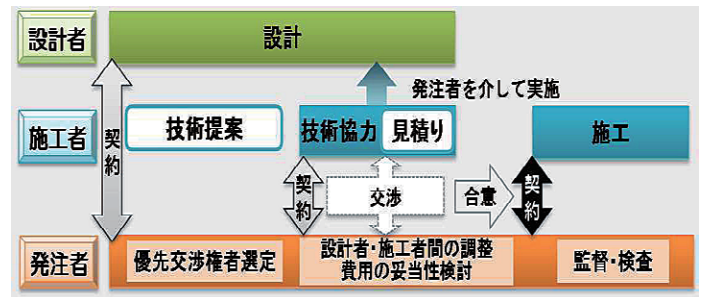 設計者
設計
発注者を介して実施
施工者
契約
技術提案
技術協力
見積り
施工
契約
交渉
合意
契約
発注者
優先交渉権者選定
設計者・施工者間の調整
費用の妥当性検討
監督・検査